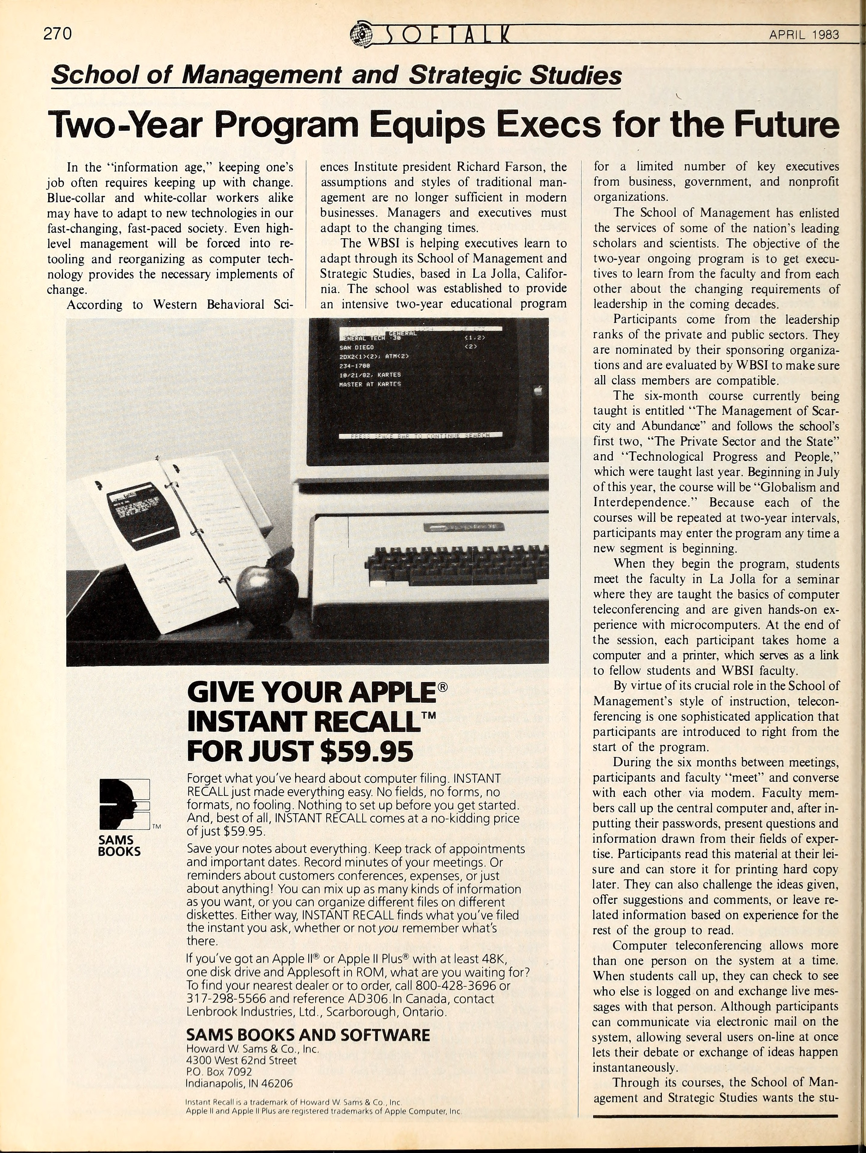 270
SOFTALK
APRIL 1983
School of Management and Strategic Studies
Two-Year Program Equips Execs for the Future
In the “information age,” keeping one’s
job often requires keeping up with change.
Blue-collar and white-collar workers alike
may have to adapt to new technologies in our
fast-changing, fast-paced society. Even high-
level management will be forced into re-
tooling and reorganizing as computer tech-
nology provides the necessary implements of
change.
According to Western Behavioral Sci-
ences Institute president Richard Farson, the
assumptions and styles of traditional man-
agement are no longer sufficient in modern
businesses. Managers and executives must
adapt to the changing times.
The WBSI is helping executives learn to
adapt through its School of Management and
Strategic Studies, based in La Jolla, Califor-
nia. The school was established to provide
an intensive two-year educational program
for a limited number of key executives
from business, government, and nonprofit
organizations.
The School of Management has enlisted
the services of some of the nation’s leading
scholars and scientists. The objective of the
two-year ongoing program is to get execu-
tives to learn from the faculty and from each
other about the changing requirements of
leadership in the coming decades.
Participants come from the leadership
ranks of the private and public sectors. They
are nominated by their sponsoring organiza-
tions and are evaluated by WBSI to make sure
all class members are compatible.
The six-month course currently being
taught is entitled “The Management of Scar-
city and Abundance” and follows the school’s
first two, “The Private Sector and the State”
and “Technological Progress and People,”
which were taught last year. Beginning in July
of this year, the course will be “Globalism and
Interdependence.” Because each of the
courses will be repeated at two-year intervals,
participants may enter the program any time a
new segment is beginning.
When they begin the program, students
meet the faculty in La Jolla for a seminar
where they are taught the basics of computer
teleconferencing and are given hands-on ex-
perience with microcomputers. At the end of
the session, each participant takes home a
computer and a printer, which serves as a link
to fellow students and WBSI faculty.
By virtue of its crucial role in the School of
Management’s style of instruction, telecon-
ferencing is one sophisticated application that
participants are introduced to right from the
start of the program.
During the six months between meetings,
participants and faculty “meet” and converse
with each other via modem. Faculty mem-
bers call up the central computer and, after in-
putting their passwords, present questions and
information drawn from their fields of exper-
tise. Participants read this material at their lei-
sure and can store it for printing hard copy
later. They can also challenge the ideas given,
offer suggestions and comments, or leave re-
lated information based on experience for the
rest of the group to read.
Computer teleconferencing allows more
than one person on the system at a time.
When students call up, they can check to see
who else is logged on and exchange live mes-
sages with that person. Although participants
can communicate via electronic mail on the
system, allowing several users on-line at once
lets their debate or exchange of ideas happen
instantaneously.
Through its courses, the School of Man-
agement and Strategic Studies wants the stu-
GENERAL
TECH
<1,2>
SAN DIEGO
<2>
2DX2<1><2>; ATM<2>
234-1700
10/21/82, KARTES
MASTER AT KARTES
PRESS SPACE BAR TO CONTINUE SEARCH
GIVE YOUR APPLE®
INSTANT RECALL™
FOR JUST $59.95
Forget what you’ve heard about computer filing. INSTANT
RECALL just made everything easy. No fields, no forms, no
formats, no fooling. Nothing to set up before you get started.
And, best of all, INSTANT RECALL comes at a no-kidding price
of just $59.95.
Save your notes about everything. Keep track of appointments
and important dates. Record minutes of your meetings. Or
reminders about customers conferences, expenses, or just
about anything! You can mix up as many kinds of information
as you want, or you can organize different files on different
diskettes. Either way, INSTANT RECALL finds what you’ve filed
the instant you ask, whether or not you remember what’s
there.
If you’ve got an Apple II® or Apple II Plus® with at least 48K,
one disk drive and Applesoft in ROM, what are you waiting for?
To find your nearest dealer or to order, call 800-428-3696 or
317-298-5566 and reference AD306. In Canada, contact
Lenbrook Industries, Ltd., Scarborough, Ontario.
SAMS BOOKS AND SOFTWARE
Howard W. Sams & Co., Inc.
4300 West 62nd Street
P.O. Box 7092
Indianapolis, IN 46206
Instant Recall is a trademark of Howard W. Sams & Co., Inc.
Apple II and Apple II Plus are registered trademarks of Apple Computer, Inc.
TM
SAMS
BOOKS